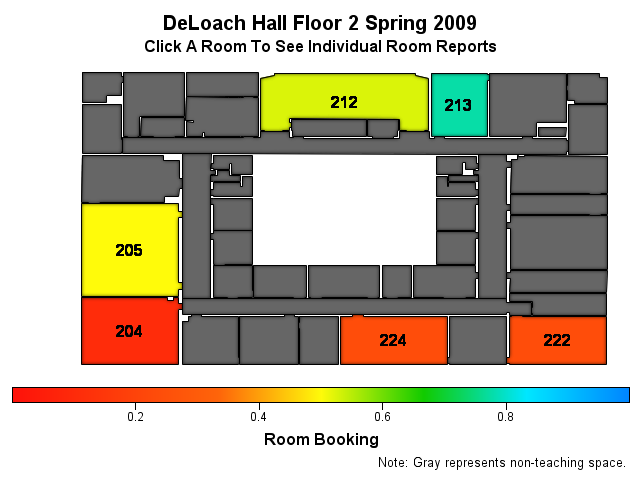 DeLoach Hall Floor 2 Spring 2009
Click A Room To See Individual Room Reports
212
213
205
204
224
222
0.2 0.4 0.6 0.8
Room Booking
Note: Gray represents non-teaching space.